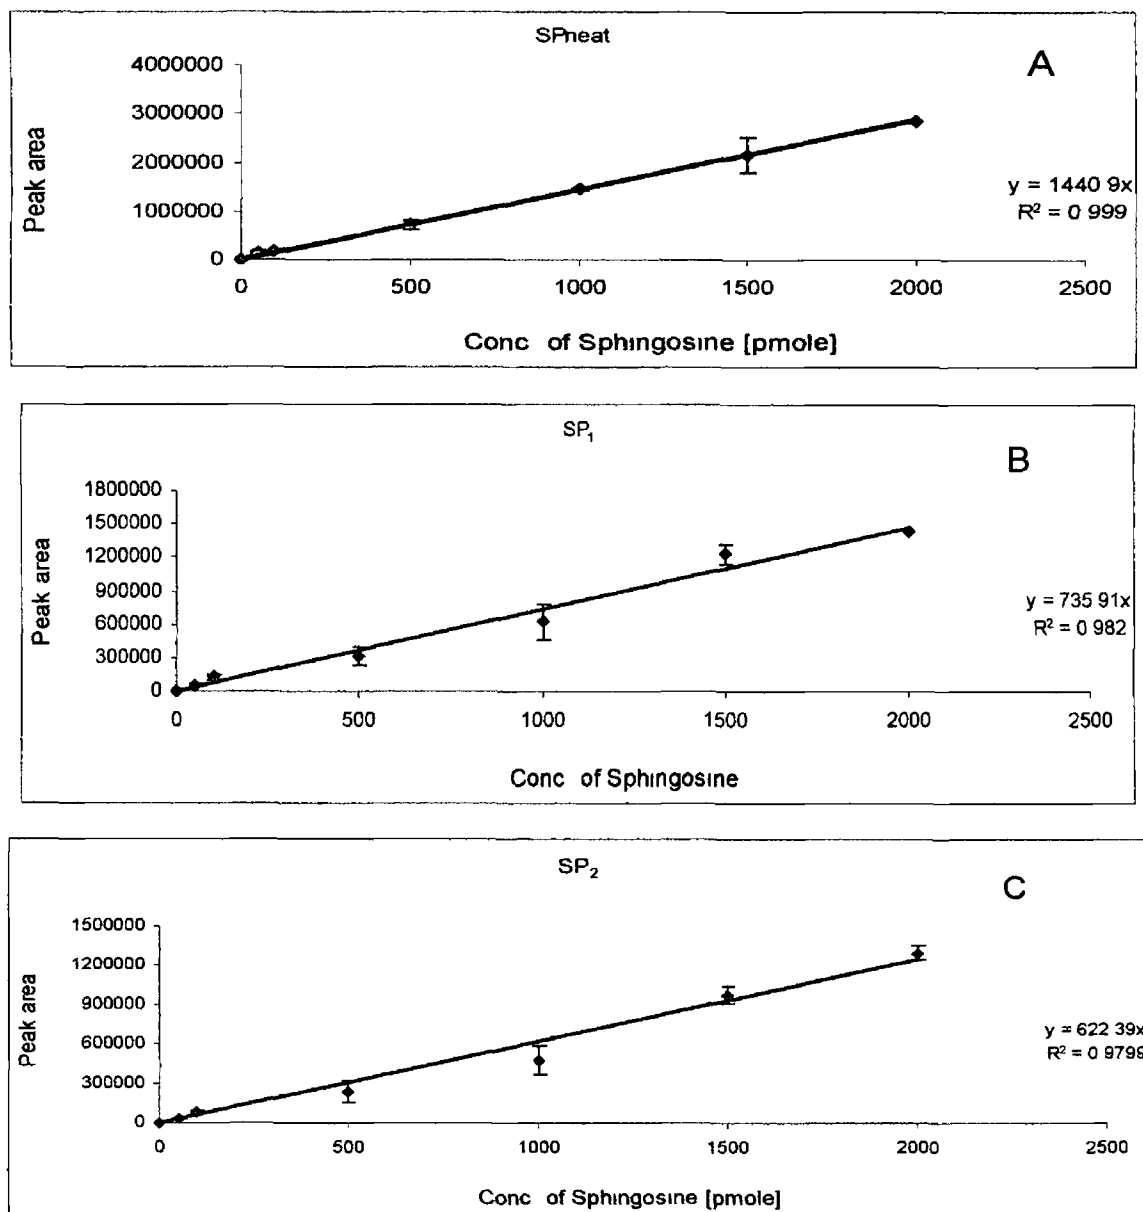 SPneat
A
4000000
3000000
2000000
1000000
0
0 500 1000 1500 2000 2500
Peak area
Conc of Sphingosine [pmole]
y = 1440 9x
R² = 0 999
SP₁
B
1800000
1500000
1200000
900000
600000
300000
0
0 500 1000 1500 2000 2500
Peak area
Conc of Sphingosine
y = 735 91x
R² = 0 982
SP₂
C
1500000
1200000
900000
600000
300000
0
0 500 1000 1500 2000 2500
Peak area
Conc of Sphingosine [pmole]
y = 622 39x
R² = 0 9799